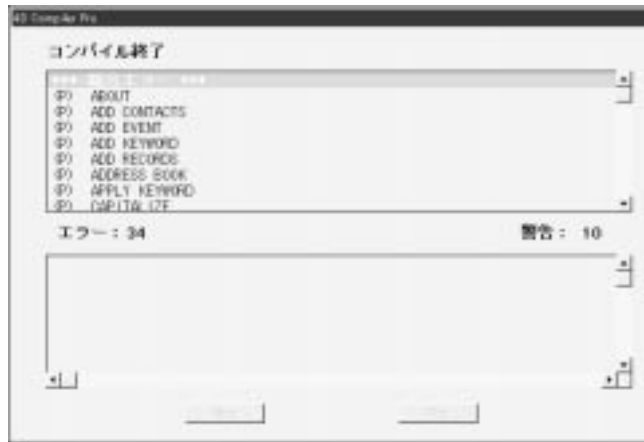 4D Compiler Pro
コンパイル終了
(P) ABOUT
(P) ADD CONTACTS
(P) ADD EVENT
(P) ADD KEYWORD
(P) ADD RECORDS
(P) ADDRESS BOOK
(P) APPLY KEYWORD
(P) CAPITALIZE
エラー : 34 警告 : 10